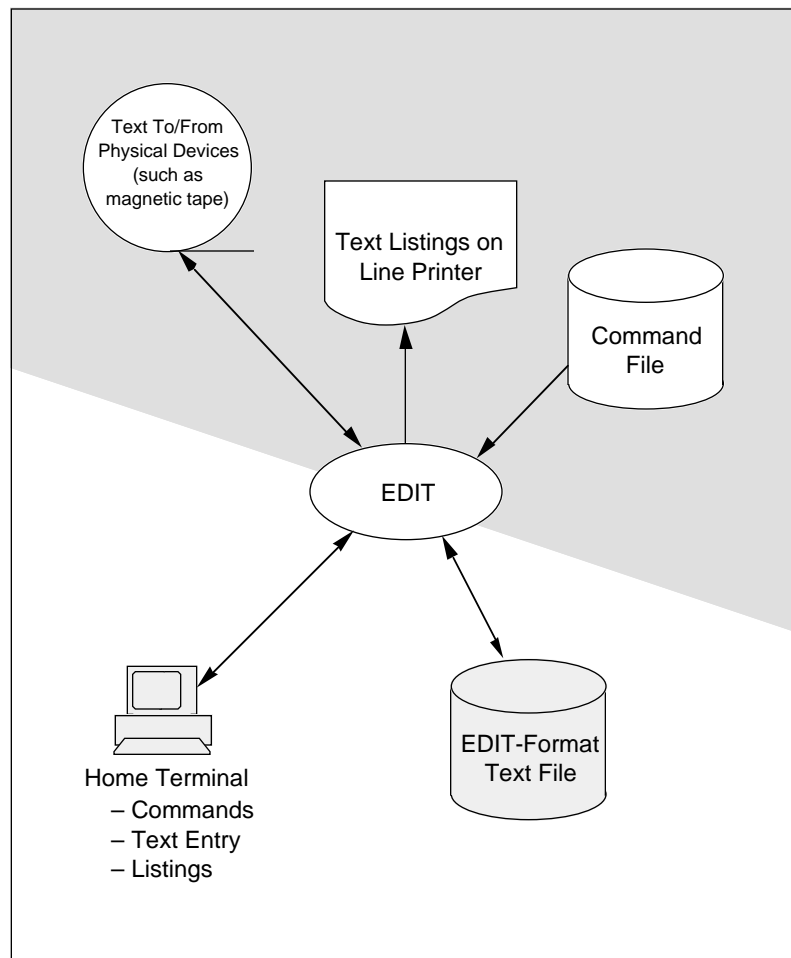 Text To/From
Physical Devices
(such as
magnetic tape)
Text Listings on
Line Printer
Command
File
EDIT
Home Terminal
– Commands
– Text Entry
– Listings
EDIT-Format
Text File